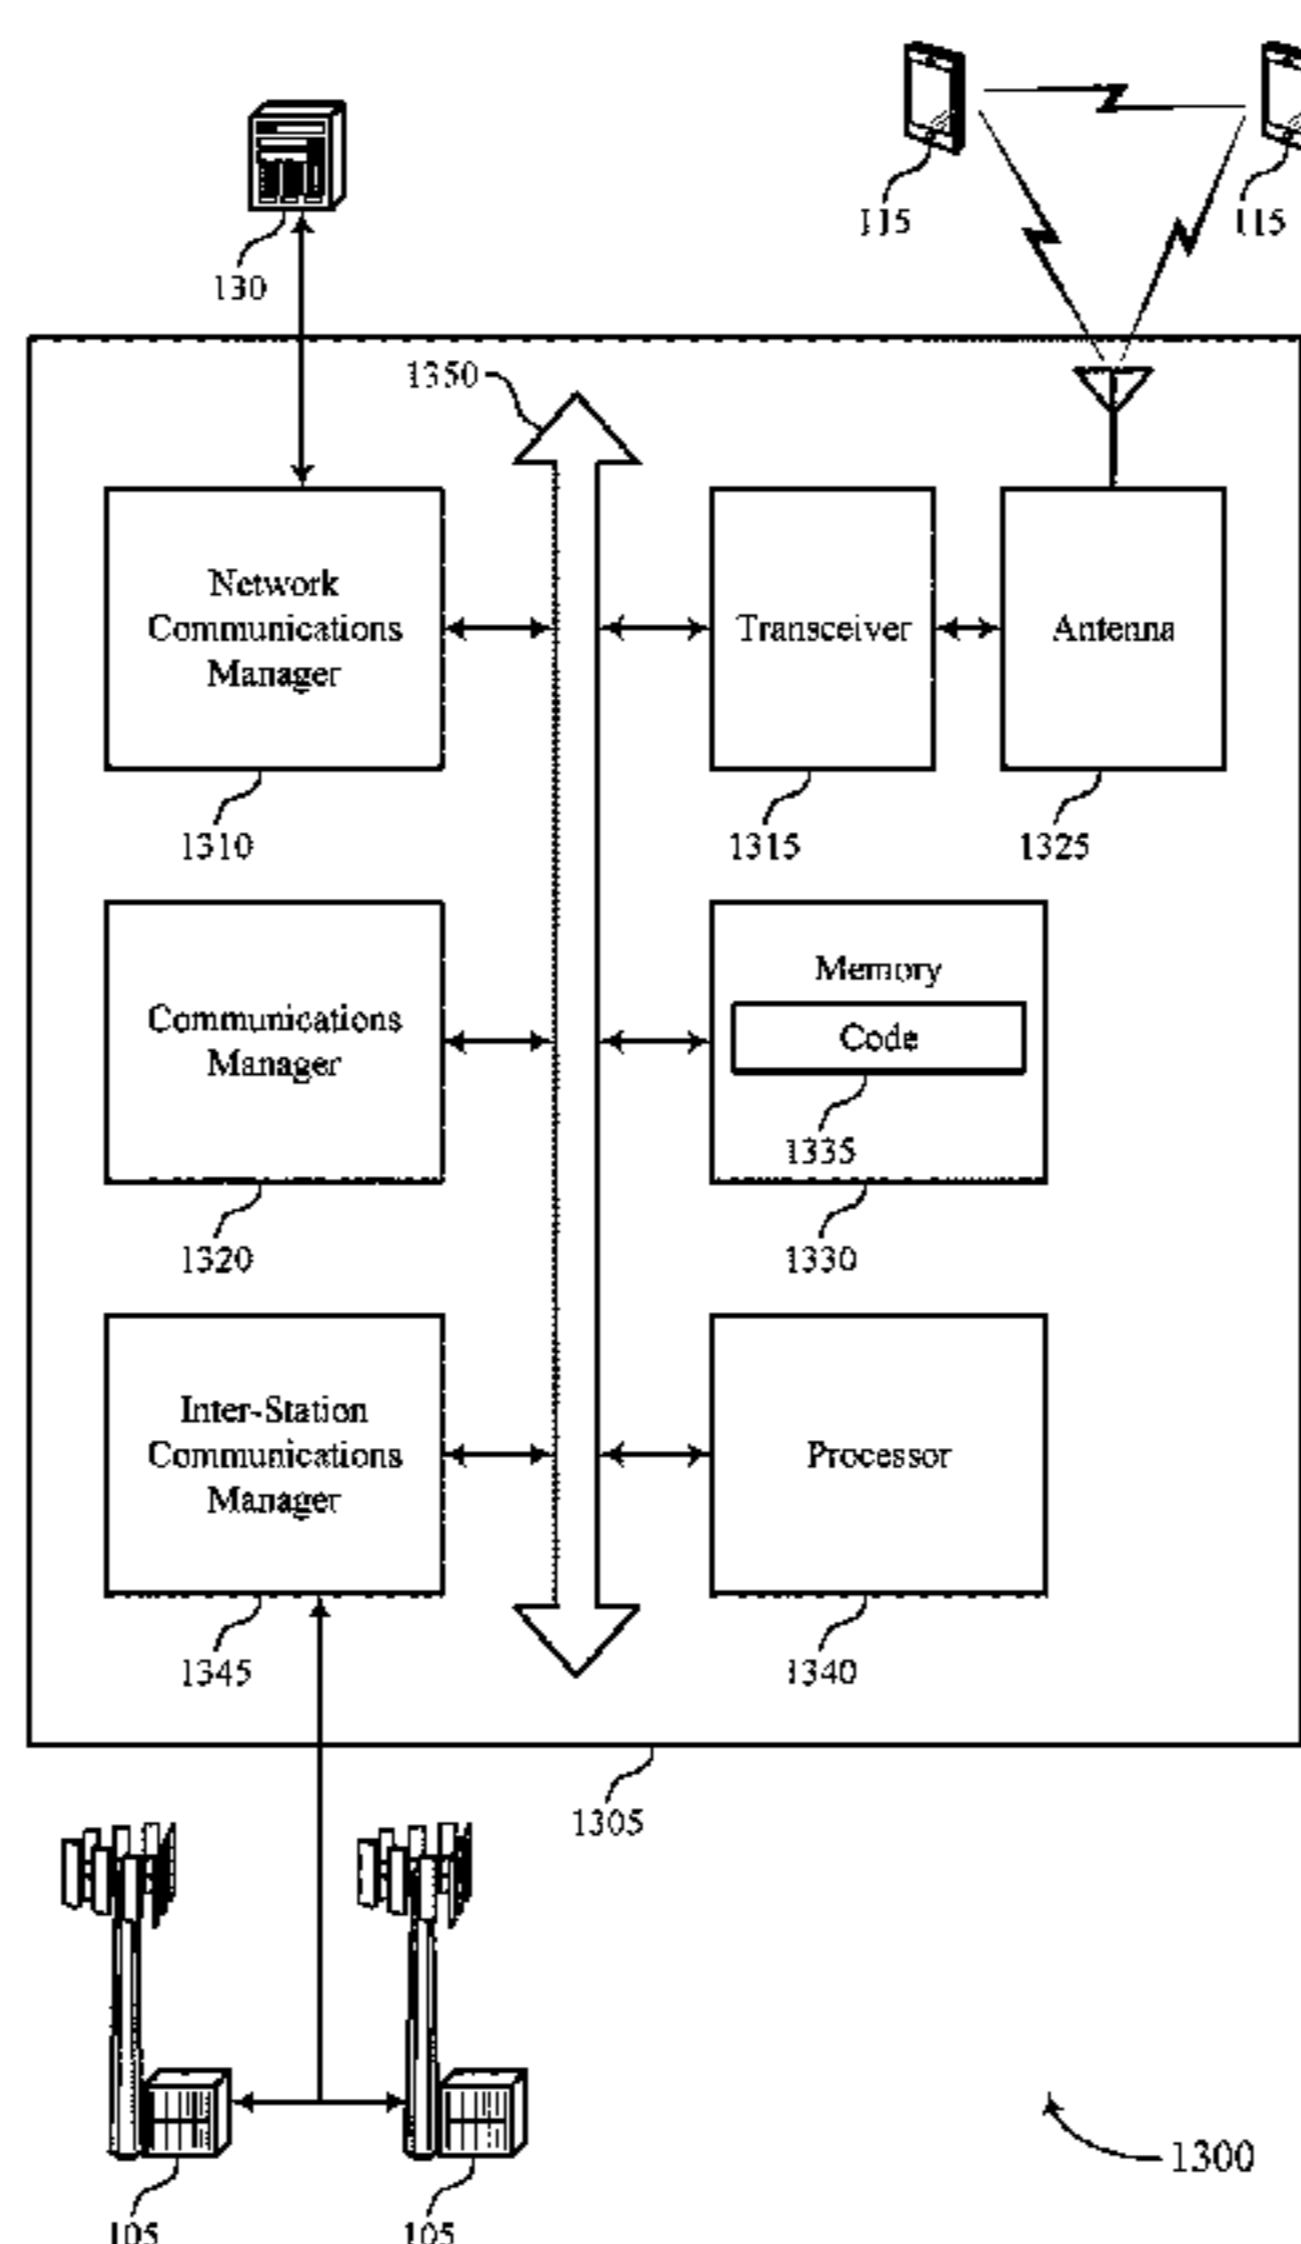 115
115
130
1350
Network
Communications
Manager
Transceiver
Antenna
1310
1315
1325
Communications
Manager
Memory
Code
1335
1320
1330
Inter-Station
Communications
Manager
Processor
1345
1340
1305
1300
105
105